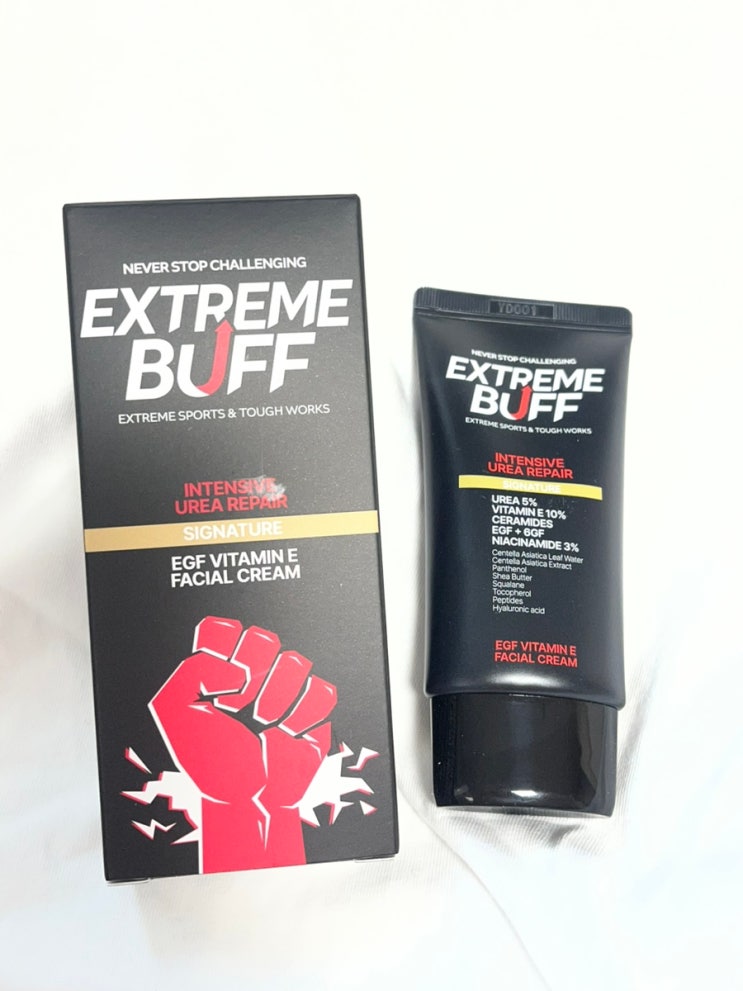 NEVER STOP CHALLENGING
EXTREME
BUFF
EXTREME SPORTS & TOUGH WORKS
INTENSIVE
UREA REPAIR
SIGNATURE
EGF VITAMIN E
FACIAL CREAM
YDG01
NEVER STOP CHALLENGING
EXTREME
BUFF
EXTREME SPORTS & TOUGH WORKS
INTENSIVE
UREA REPAIR
SIGNATURE
UREA 5%
VITAMIN E 10%
CERAMIDES
EGF + 6GF
NIACINAMIDE 3%
Centella Asiatica Leaf Water
Centella Asiatica Extract
Panthenol
Shea Butter
Squalane
Tocopherol
Peptides
Hyaluronic acid
EGF VITAMIN E
FACIAL CREAM